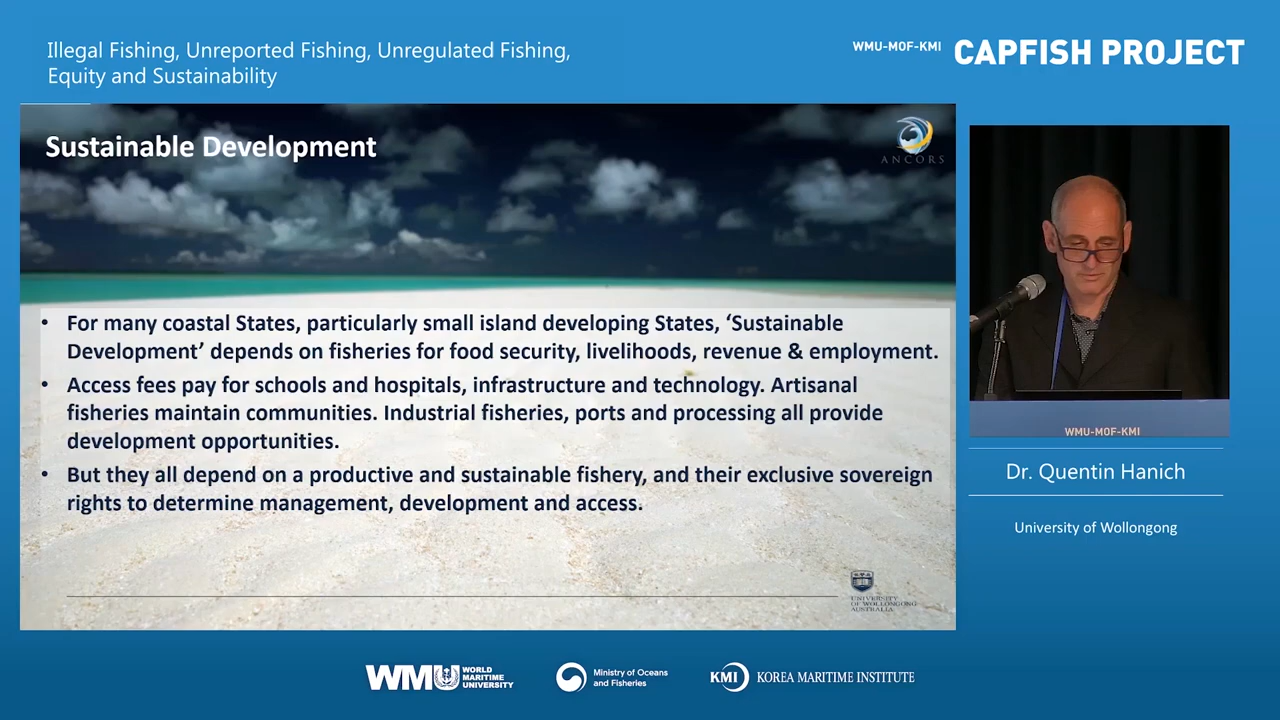 Illegal Fishing, Unreported Fishing, Unregulated Fishing,
Equity and Sustainability
WMU-MOF-KMI CAPFISH PROJECT
Sustainable Development
ANCORS
• For many coastal States, particularly small island developing States, ‘Sustainable
Development’ depends on fisheries for food security, livelihoods, revenue & employment.
• Access fees pay for schools and hospitals, infrastructure and technology. Artisanal
fisheries maintain communities. Industrial fisheries, ports and processing all provide
development opportunities.
• But they all depend on a productive and sustainable fishery, and their exclusive sovereign
rights to determine management, development and access.
UNIVERSITY
OF WOLLONGONG
AUSTRALIA
WMU-MOF-KMI
Dr. Quentin Hanich
University of Wollongong
WMU WORLD
MARITIME
UNIVERSITY
Ministry of Oceans
and Fisheries
KMI KOREA MARITIME INSTITUTE